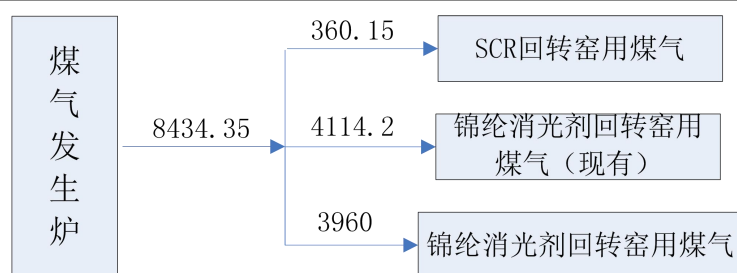 煤气发生炉
8434.35
360.15
SCR回转窑用煤气
4114.2
锦纶消光剂回转窑用
煤气（现有）
3960
锦纶消光剂回转窑用煤气